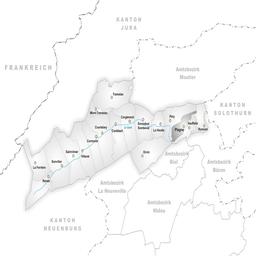 KANTON
JURA
FRANKREICH
Amtsbezirk
Moutier
KANTON
SOLOTHURN
Tramelan
Mont-Tramelan
Corgémont
Cortébert
Cormoret
Courtelary
Sonceboz-
Sombeval
La Heutte
Péry
Plagne
Vauffelin
Romont
Orvin
Saint-Imier
Villeret
Sonvilier
La Ferrière
Renan
Amtsbezirk
Biel
Amtsbezirk
La Neuveville
Amtsbezirk
Büren
Amtsbezirk
Nidau
KANTON
NEUENBURG